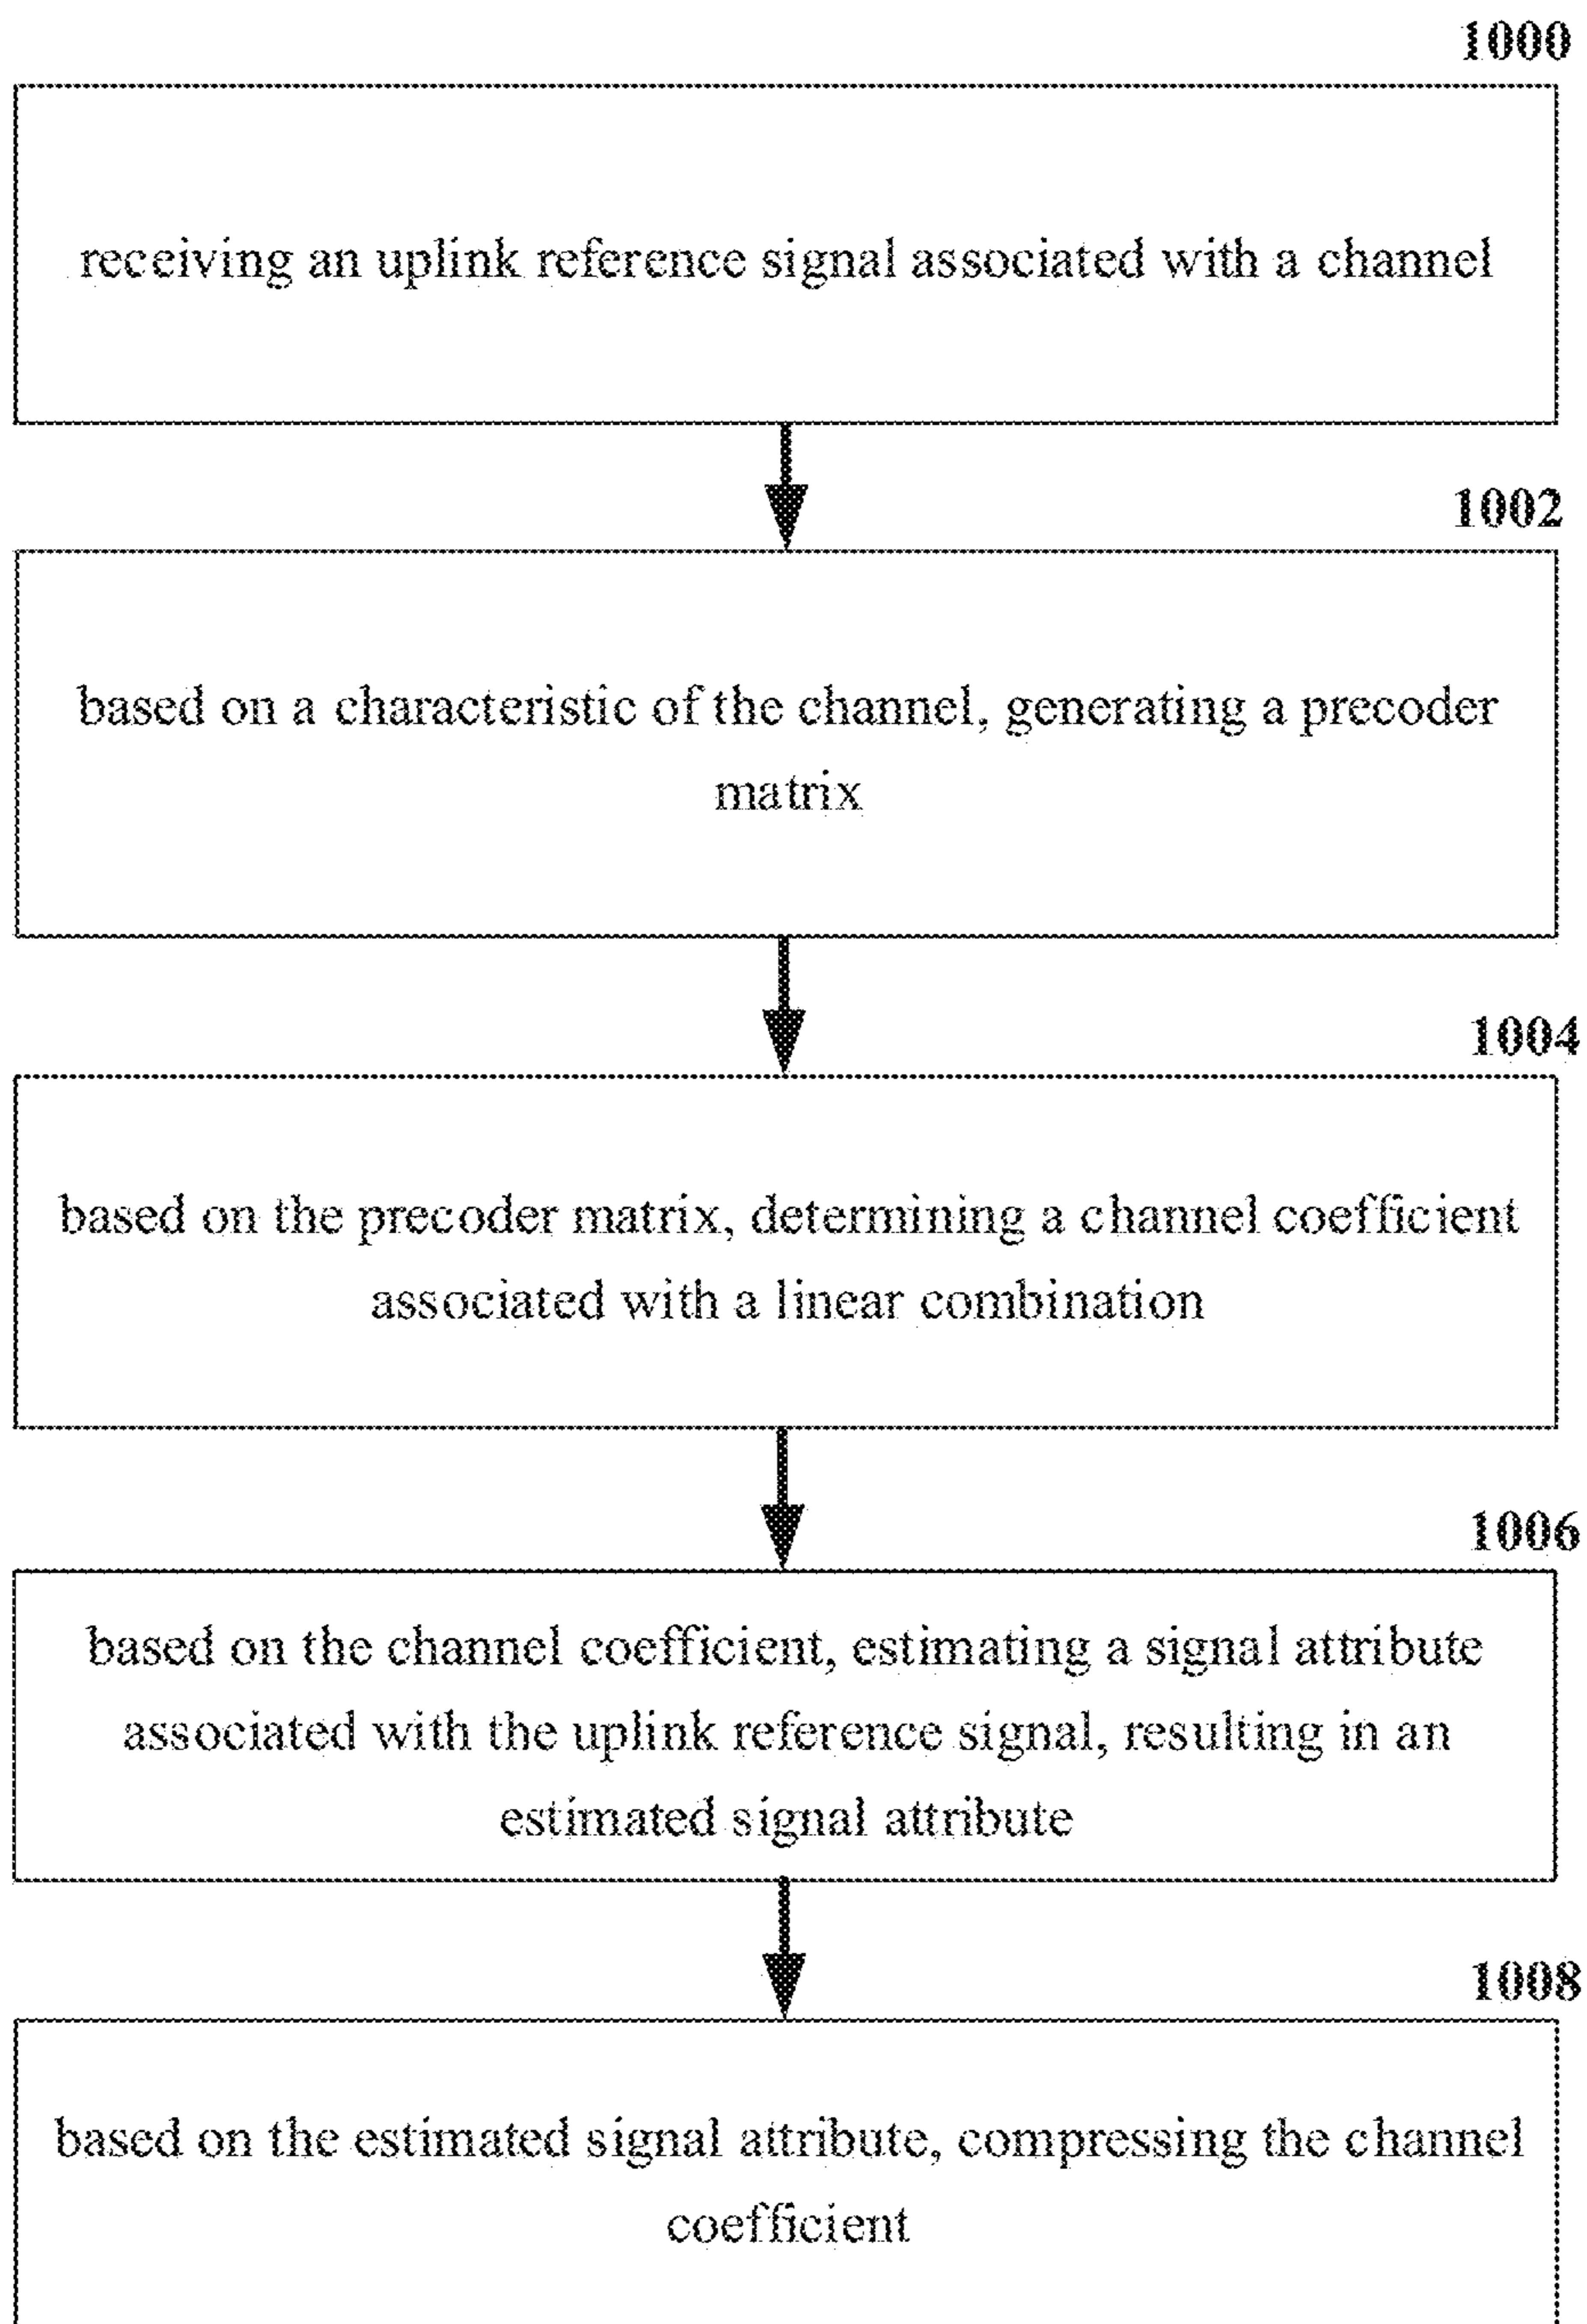 1000
receiving an uplink reference signal associated with a channel
1002
based on a characteristic of the channel, generating a precoder
matrix
1004
based on the precoder matrix, determining a channel coefficient
associated with a linear combination
1006
based on the channel coefficient, estimating a signal attribute
associated with the uplink reference signal, resulting in an
estimated signal attribute
1008
based on the estimated signal attribute, compressing the channel
coefficient